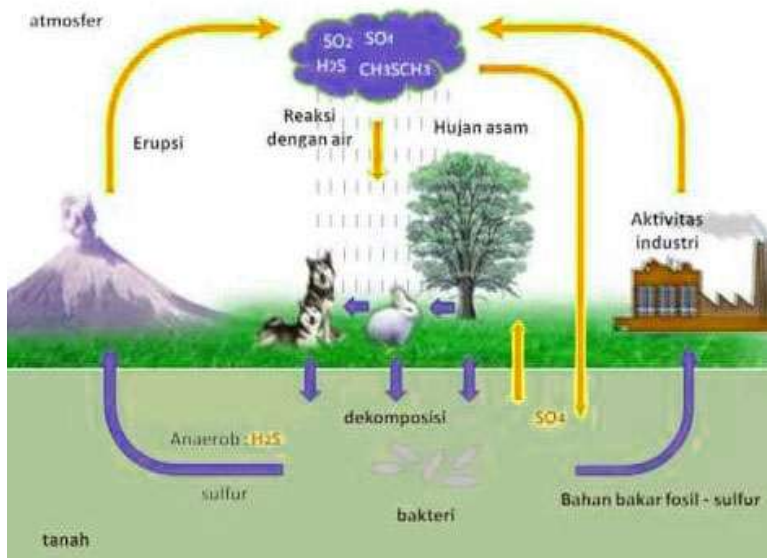 atmosfer
SO2 SO4
H2S CH3SCH3
Reaksi
dengan air
Hujan asam
Erupsi
Aktivitas
industri
dekomposisi
SO4
Anaerob : H2S
sulfur
bakteri
Bahan bakar fosil - sulfur
tanah